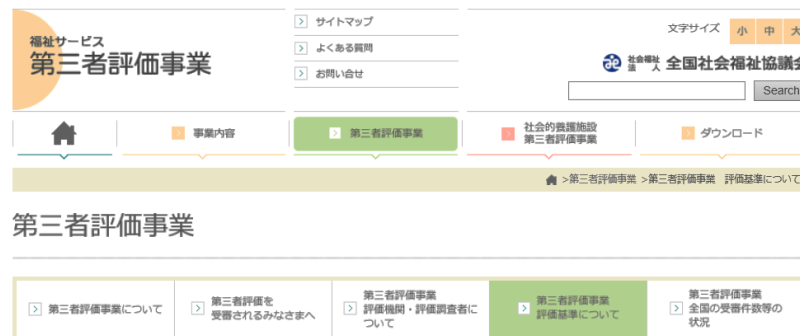 福祉サービス
第三者評価事業
サイトマップ
よくある質問
お問い合せ
文字サイズ 小 中 大
社会福祉
法人 全国社会福祉協議会
Search
事業内容
第三者評価事業
社会的養護施設
第三者評価事業
ダウンロード
>第三者評価事業 >第三者評価事業 評価基準について
第三者評価事業
第三者評価事業について
第三者評価を
受審されるみなさまへ
第三者評価事業
評価機関・評価調査者に
ついて
第三者評価事業
評価基準について
第三者評価事業
全国の受審件数等の
状況